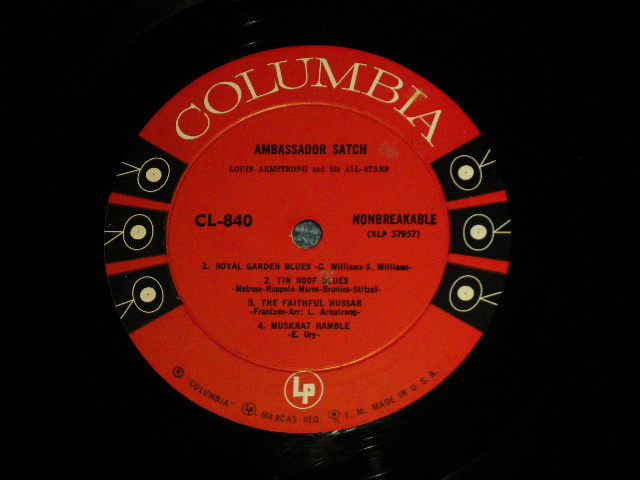 COLUMBIA
AMBASSADOR SATCH
LOUIS ARMSTRONG and his ALL-STARS
CL-840
NONBREAKABLE
(XLP 37957)
1. ROYAL GARDEN BLUES -C. Williams-S. Williams-
2. TIN ROOF BLUES
-Melrose-Roppolo-Mares-Brunies-Stitzel-
3. THE FAITHFUL HUSSAR
-Frantzen-Arr: L. Armstrong-
4. MUSKRAT RAMBLE
-E. Ory-
LP
® "COLUMBIA" LP, MARCAS REG. ® T. M. MADE IN U. S. A.